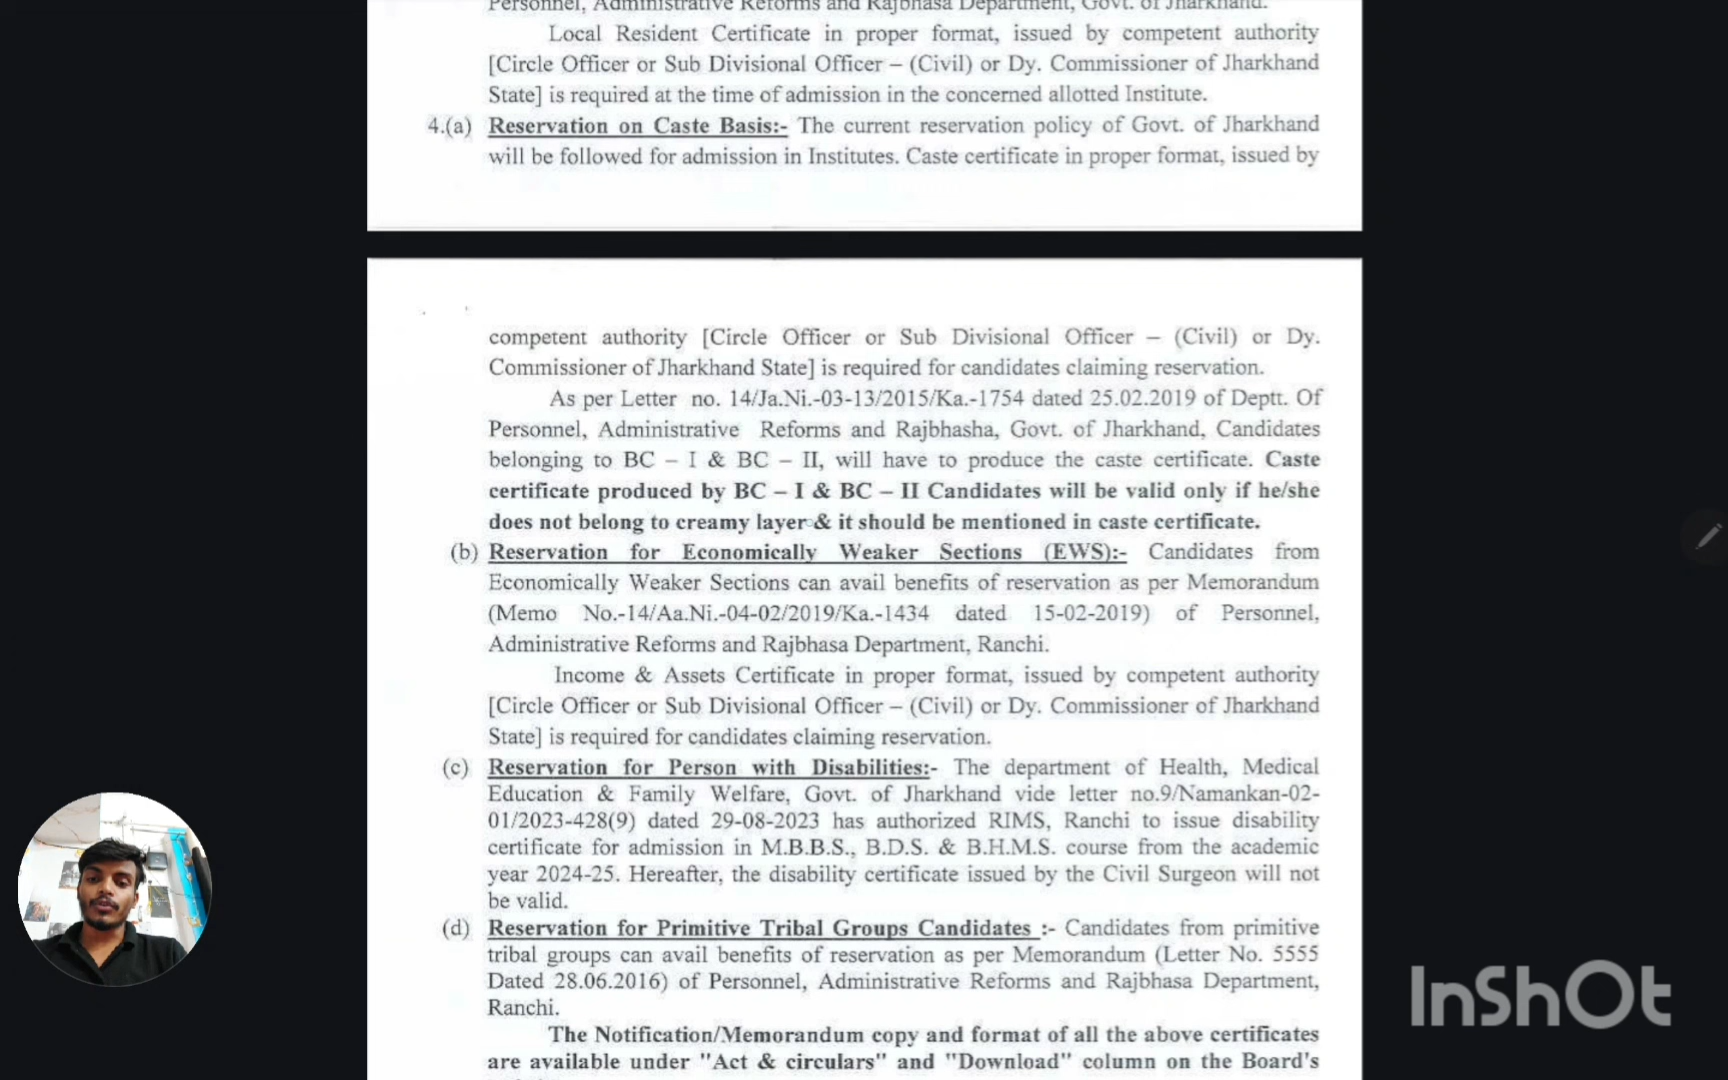 Personnel, Administrative Reforms and Rajbhasa Department, Govt. of Jharkhand.
Local Resident Certificate in proper format, issued by competent authority
[Circle Officer or Sub Divisional Officer – (Civil) or Dy. Commissioner of Jharkhand
State] is required at the time of admission in the concerned allotted Institute.
4.(a) Reservation on Caste Basis:- The current reservation policy of Govt. of Jharkhand
will be followed for admission in Institutes. Caste certificate in proper format, issued by
competent authority [Circle Officer or Sub Divisional Officer – (Civil) or Dy.
Commissioner of Jharkhand State] is required for candidates claiming reservation.
As per Letter no. 14/Ja.Ni.-03-13/2015/Ka.-1754 dated 25.02.2019 of Deptt. Of
Personnel, Administrative Reforms and Rajbhasha, Govt. of Jharkhand, Candidates
belonging to BC – I & BC – II, will have to produce the caste certificate. Caste
certificate produced by BC – I & BC – II Candidates will be valid only if he/she
does not belong to creamy layer & it should be mentioned in caste certificate.
(b) Reservation for Economically Weaker Sections (EWS):- Candidates from
Economically Weaker Sections can avail benefits of reservation as per Memorandum
(Memo No.-14/Aa.Ni.-04-02/2019/Ka.-1434 dated 15-02-2019) of Personnel,
Administrative Reforms and Rajbhasa Department, Ranchi.
Income & Assets Certificate in proper format, issued by competent authority
[Circle Officer or Sub Divisional Officer – (Civil) or Dy. Commissioner of Jharkhand
State] is required for candidates claiming reservation.
(c) Reservation for Person with Disabilities:- The department of Health, Medical
Education & Family Welfare, Govt. of Jharkhand vide letter no.9/Namankan-02-
01/2023-428(9) dated 29-08-2023 has authorized RIMS, Ranchi to issue disability
certificate for admission in M.B.B.S., B.D.S. & B.H.M.S. course from the academic
year 2024-25. Hereafter, the disability certificate issued by the Civil Surgeon will not
be valid.
(d) Reservation for Primitive Tribal Groups Candidates :- Candidates from primitive
tribal groups can avail benefits of reservation as per Memorandum (Letter No. 5555
Dated 28.06.2016) of Personnel, Administrative Reforms and Rajbhasa Department,
Ranchi.
The Notification/Memorandum copy and format of all the above certificates
are available under "Act & circulars" and "Download" column on the Board's
InShOt